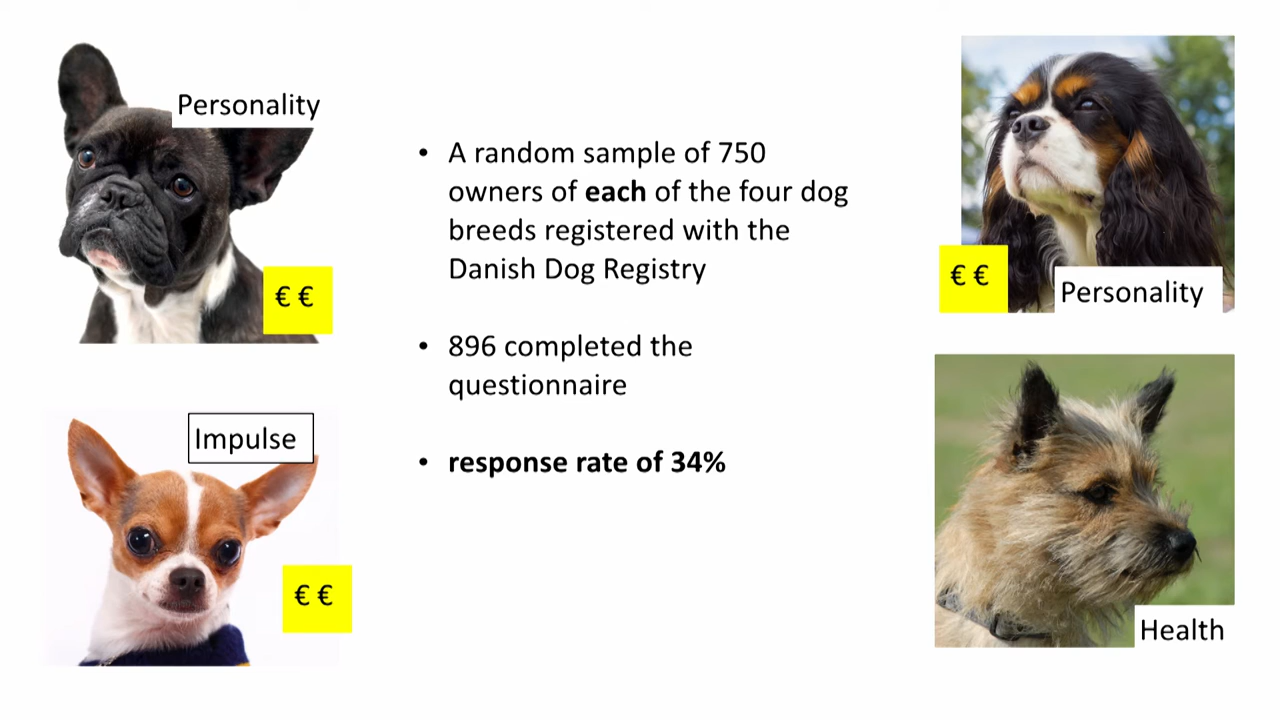 Personality
€ €
Impulse
€ €
• A random sample of 750
owners of each of the four dog
breeds registered with the
Danish Dog Registry
• 896 completed the
questionnaire
• response rate of 34%
€ €
Personality
Health